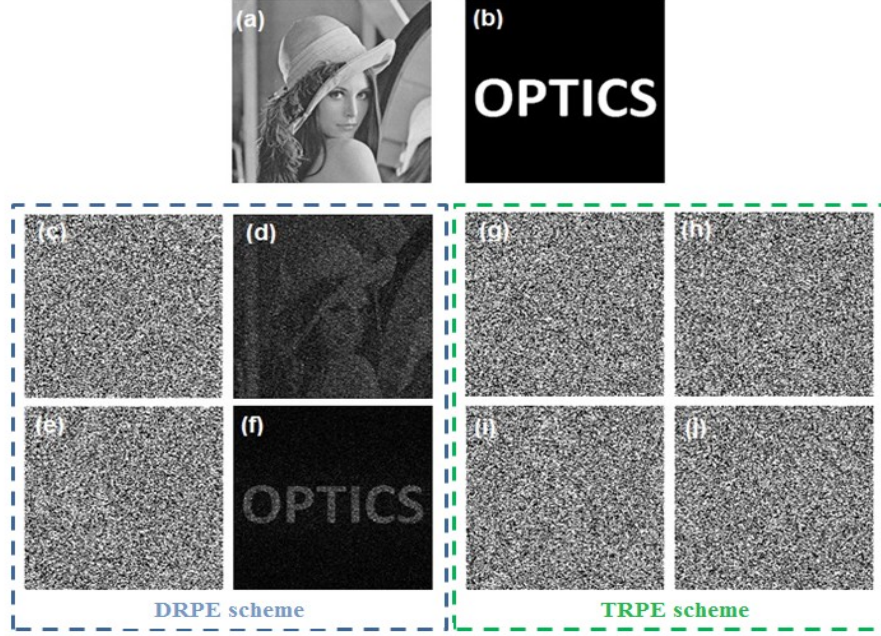 (a)
(b)
OPTICS
(c)
(d)
(g)
(h)
(e)
(f)
(i)
(j)
OPTICS
DRPE scheme
TRPE scheme